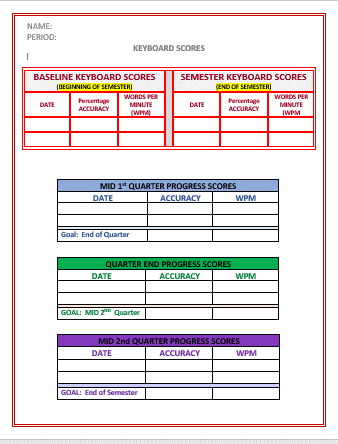 NAME:
PERIOD:
KEYBOARD SCORES
BASELINE KEYBOARD SCORES
(BEGINNING OF SEMESTER)
SEMESTER KEYBOARD SCORES
(END OF SEMESTER)
DATE
Percentage
ACCURACY
WORDS PER
MINUTE
(WPM)
DATE
Percentage
ACCURACY
WORDS PER
MINUTE
(WPM
MID 1st QUARTER PROGRESS SCORES
DATE ACCURACY WPM
Goal: End of Quarter
QUARTER END PROGRESS SCORES
DATE ACCURACY WPM
GOAL: MID 2ND Quarter
MID 2nd QUARTER PROGRESS SCORES
DATE ACCURACY WPM
GOAL: End of Semester